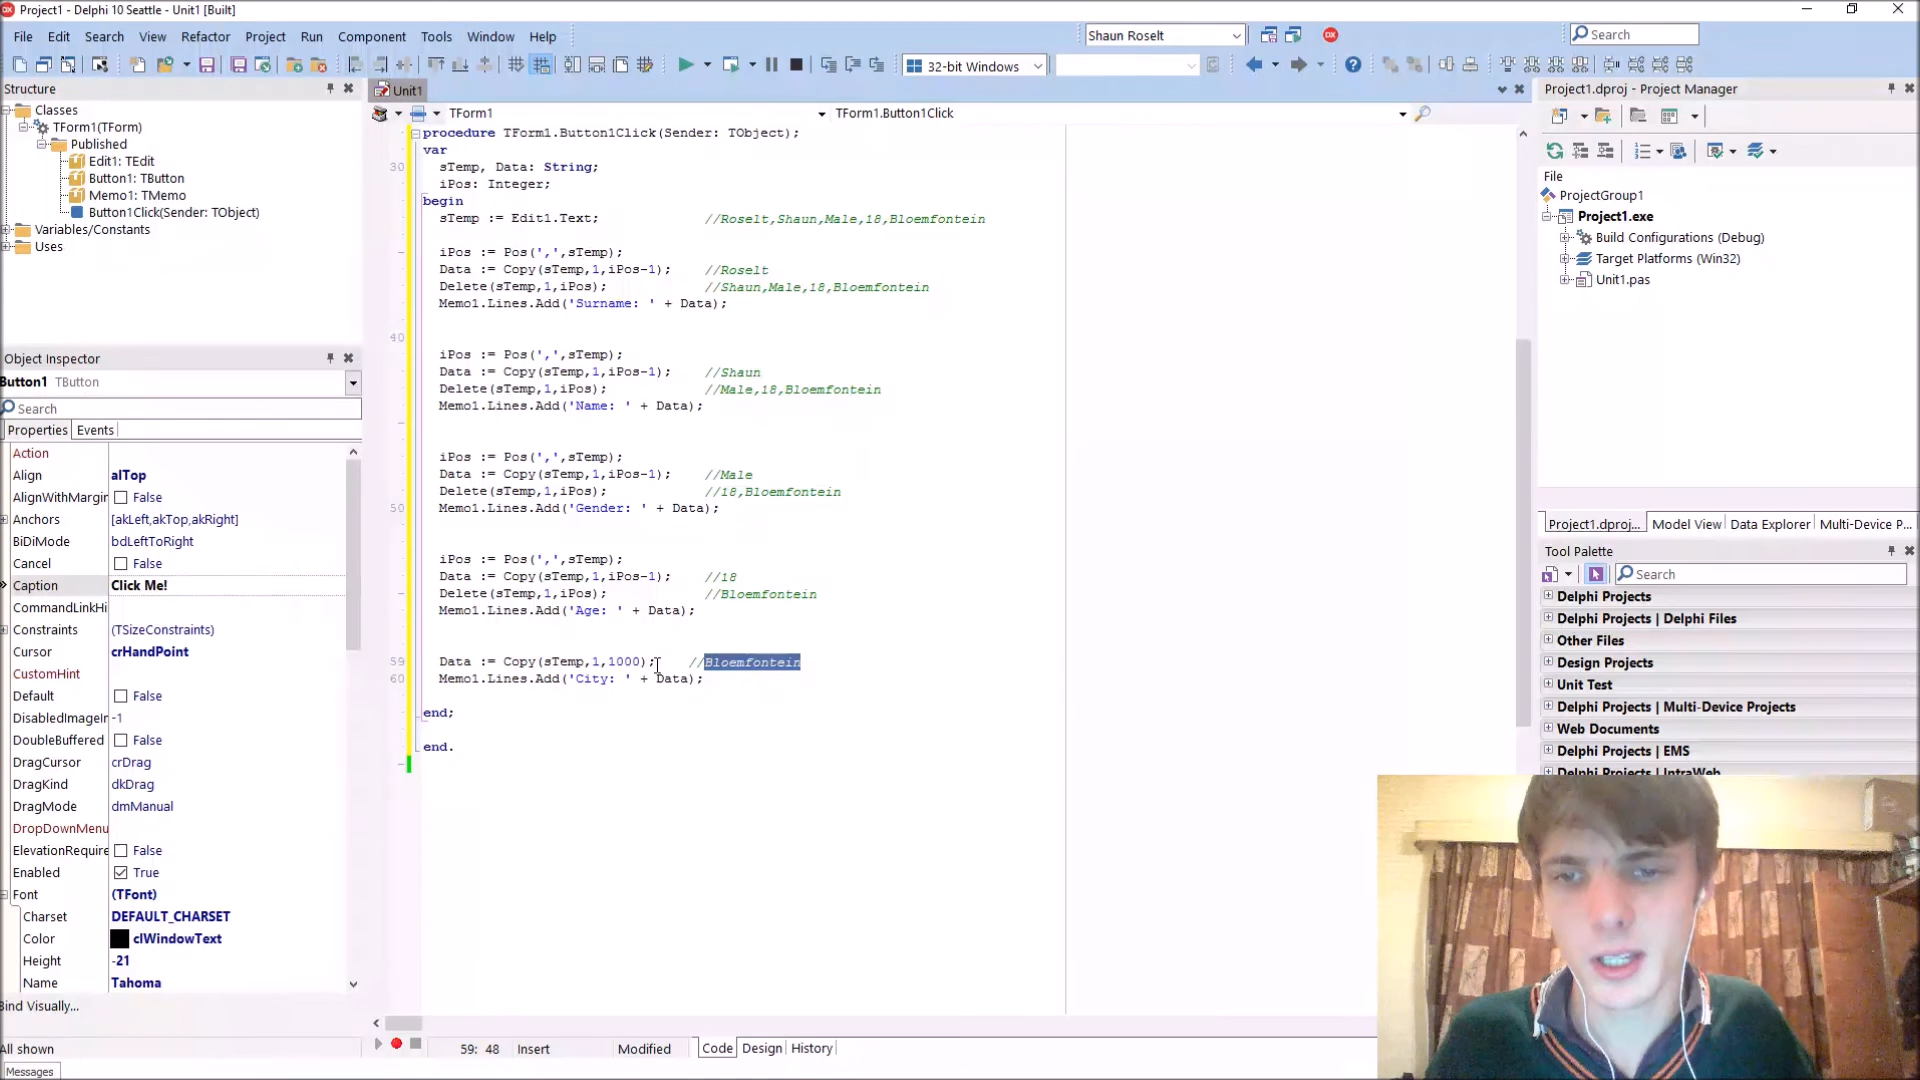 Project1 - Delphi 10 Seattle - Unit1 [Built]
File Edit Search View Refactor Project Run Component Tools Window Help
Shaun Roselt
Search
32-bit Windows
Structure
Classes
TForm1(TForm)
Published
Edit1: TEdit
Button1: TButton
Memo1: TMemo
Button1Click(Sender: TObject)
Variables/Constants
Uses
Object Inspector
Button1 TButton
Search
Properties Events
Action
Align alTop
AlignWithMargir False
Anchors [akLeft,akTop,akRight]
BiDiMode bdLeftToRight
Cancel False
Caption Click Me!
CommandLinkHi
Constraints (TSizeConstraints)
Cursor crHandPoint
CustomHint
Default False
DisabledImageIr -1
DoubleBuffered False
DragCursor crDrag
DragKind dkDrag
DragMode dmManual
DropDownMenu
ElevationRequire False
Enabled True
Font (TFont)
Charset DEFAULT_CHARSET
Color clWindowText
Height -21
Name Tahoma
Bind Visually...
All shown
Messages
Unit1
TForm1 TForm1.Button1Click
procedure TForm1.Button1Click(Sender: TObject);
var
30 sTemp, Data: String;
iPos: Integer;
begin
sTemp := Edit1.Text; //Roselt,Shaun,Male,18,Bloemfontein
iPos := Pos(',',sTemp);
Data := Copy(sTemp,1,iPos-1); //Roselt
Delete(sTemp,1,iPos); //Shaun,Male,18,Bloemfontein
Memo1.Lines.Add('Surname: ' + Data);
40
iPos := Pos(',',sTemp);
Data := Copy(sTemp,1,iPos-1); //Shaun
Delete(sTemp,1,iPos); //Male,18,Bloemfontein
Memo1.Lines.Add('Name: ' + Data);
iPos := Pos(',',sTemp);
Data := Copy(sTemp,1,iPos-1); //Male
Delete(sTemp,1,iPos); //18,Bloemfontein
50 Memo1.Lines.Add('Gender: ' + Data);
iPos := Pos(',',sTemp);
Data := Copy(sTemp,1,iPos-1); //18
Delete(sTemp,1,iPos); //Bloemfontein
Memo1.Lines.Add('Age: ' + Data);
59 Data := Copy(sTemp,1,1000); //Bloemfontein
60 Memo1.Lines.Add('City: ' + Data);
end;
end.
59: 48 Insert Modified Code Design History
Project1.dproj - Project Manager
File
ProjectGroup1
Project1.exe
Build Configurations (Debug)
Target Platforms (Win32)
Unit1.pas
Project1.dproj... Model View Data Explorer Multi-Device P...
Tool Palette
Search
Delphi Projects
Delphi Projects | Delphi Files
Other Files
Design Projects
Unit Test
Delphi Projects | Multi-Device Projects
Web Documents
Delphi Projects | EMS
Delphi Projects | IntraWeb